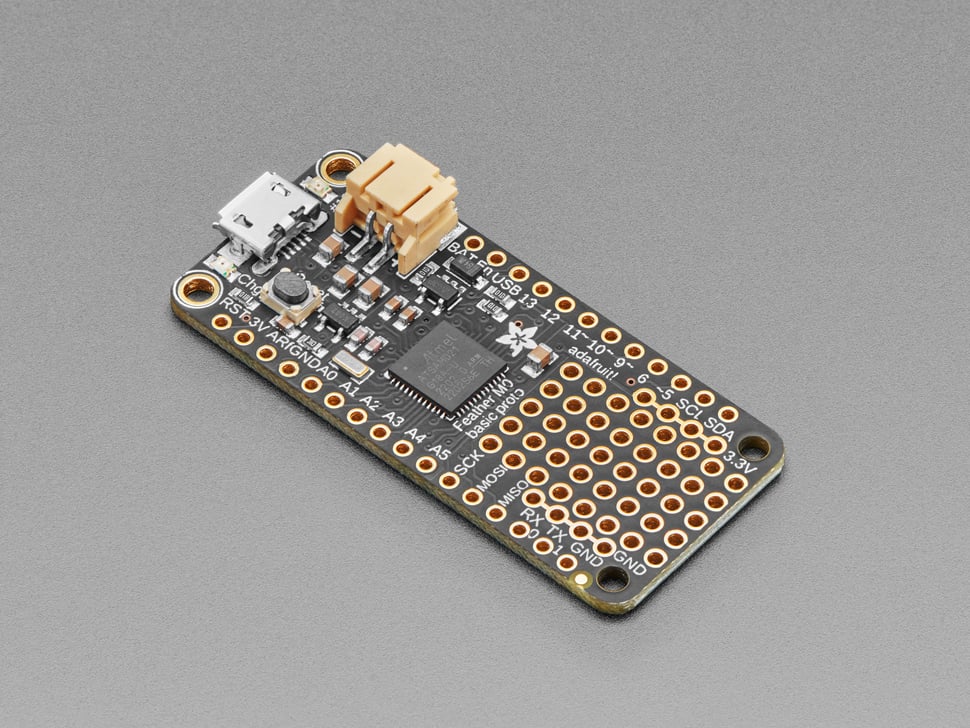 BAT En USB 13 12 11~ 10~ 9~ 6 ~5 SCL SDA
3.3V
Chg
RST 3V ARf GND A0 A1 A2 A3 A4 A5 SCK MOSI MISO RX TX GND
0 1
GND
Atmel
adafruit!
Feather M0
basic proto